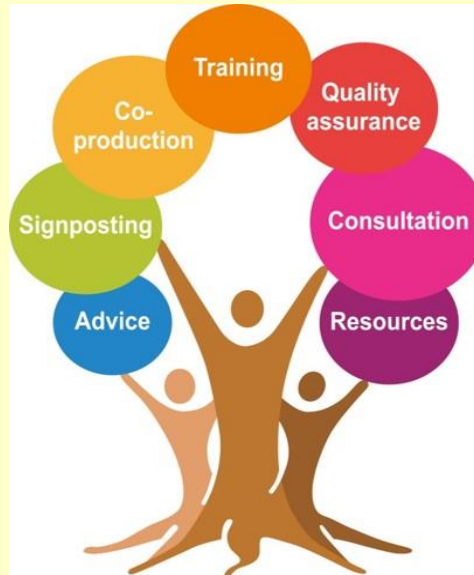 Training
Co-
production
Quality
assurance
Signposting
Consultation
Advice
Resources